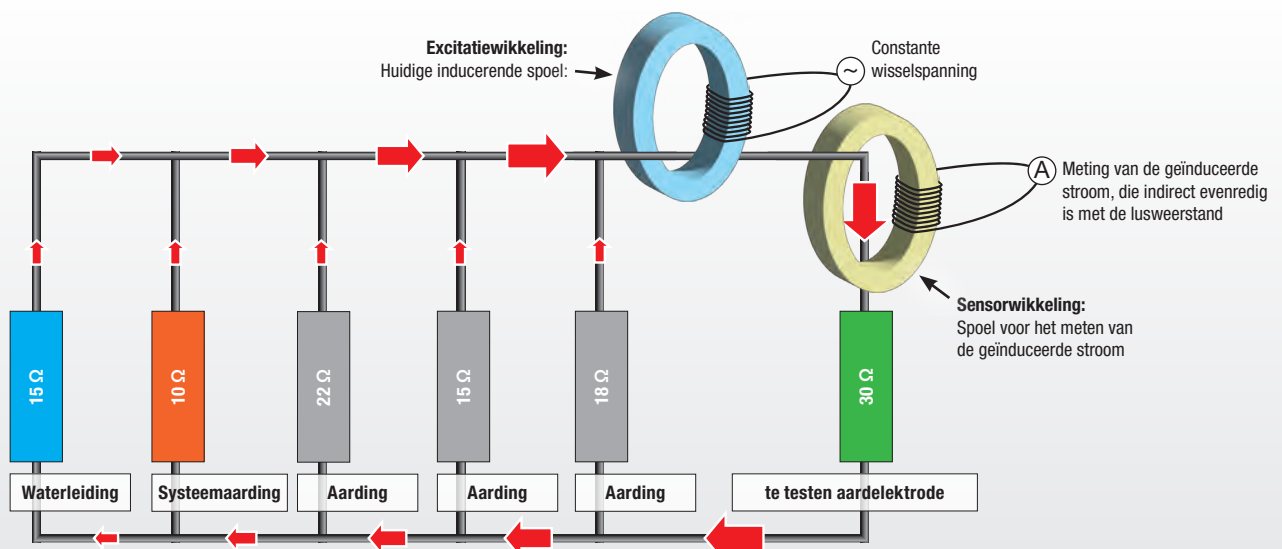 Excitatiewikkeling:
Huidige inducerende spoel:
Constante
wisselspanning
~
A
Meting van de geïnduceerde
stroom, die indirect evenredig
is met de lusweerstand
Sensorwikkeling:
Spoel voor het meten van
de geïnduceerde stroom
15 Ω
10 Ω
22 Ω
15 Ω
18 Ω
30 Ω
Waterleiding
Systeemaarding
Aarding
Aarding
Aarding
te testen aardelektrode